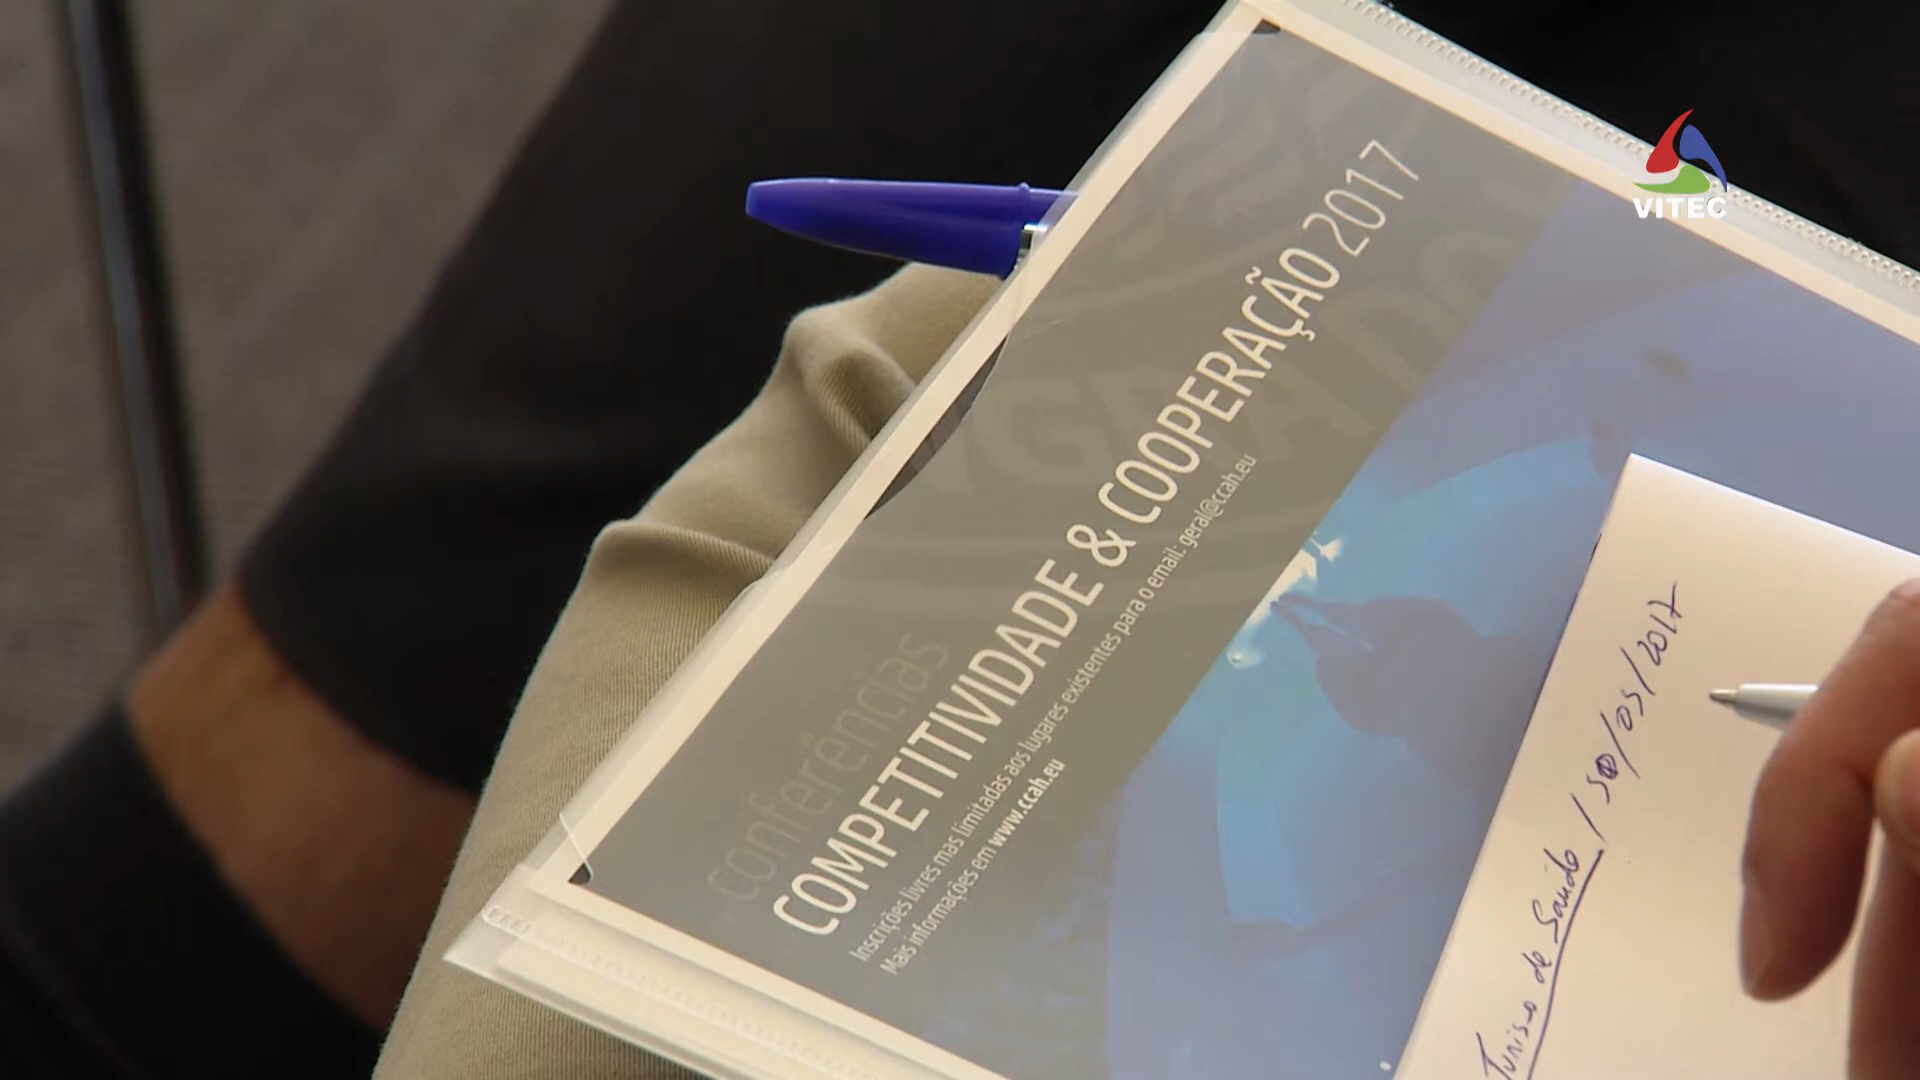 VITEC
conferências
COMPETITIVIDADE & COOPERAÇÃO 2017
Inscrições livres mas limitadas aos lugares existentes para o email: geral@ccah.eu
Mais informações em www.ccah.eu
Turismo de Saúde /
/05/2017